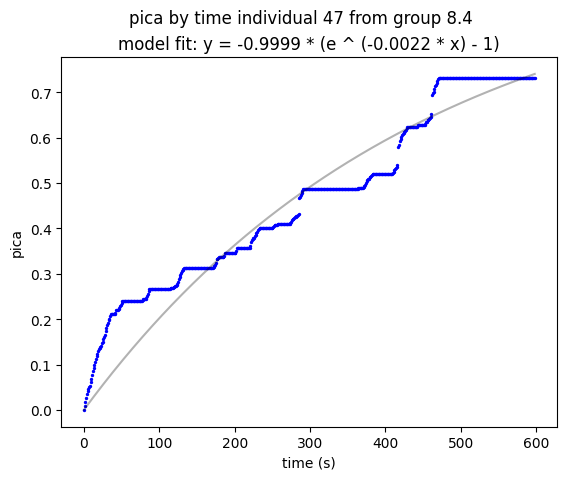 pica by time individual 47 from group 8.4
model fit: y = -0.9999 * (e ^ (-0.0022 * x) - 1)
0.7
0.6
0.5
0.4
0.3
0.2
0.1
0.0
pica
0 100 200 300 400 500 600
time (s)